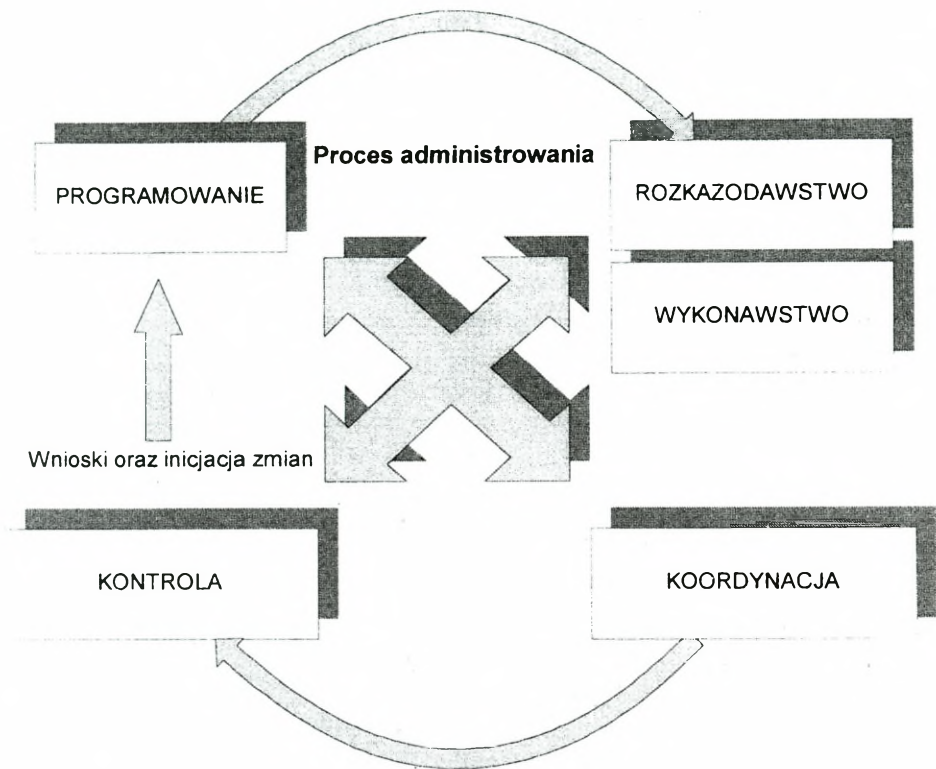 Proces administrowania
PROGRAMOWANIE
ROZKAZODAWSTWO
WYKONAWSTWO
Wnioski oraz inicjacja zmian
KONTROLA
KOORDYNACJA